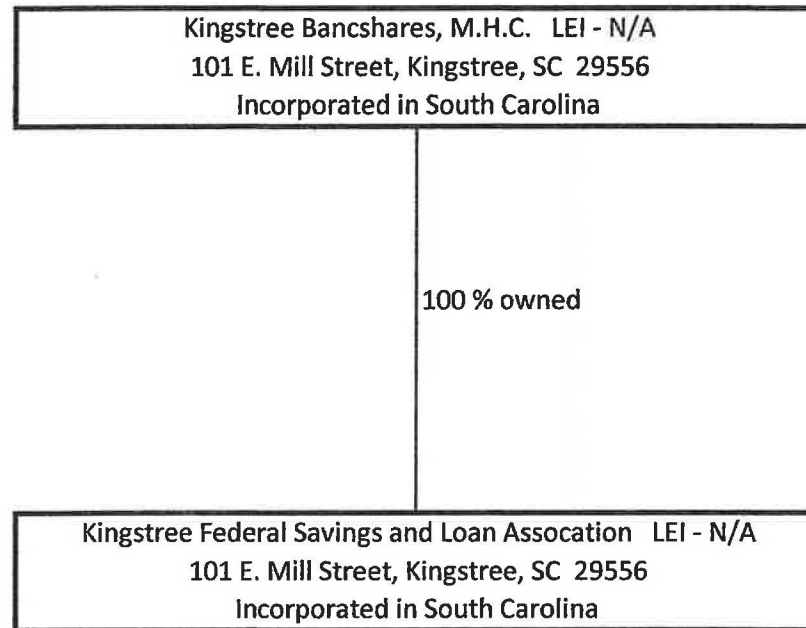 Kingstree Bancshares, M.H.C. LEI - N/A
101 E. Mill Street, Kingstree, SC 29556
Incorporated in South Carolina
100 % owned
Kingstree Federal Savings and Loan Assocation LEI - N/A
101 E. Mill Street, Kingstree, SC 29556
Incorporated in South Carolina